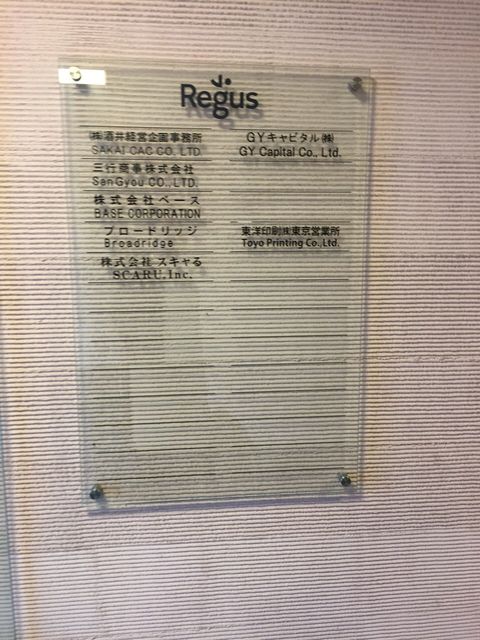 Regus
㈱酒井経営企画事務所
SAKAI CAC CO., LTD.
三行商事株式会社
SanGyou CO., LTD.
株式会社ベース
BASE CORPORATION
ブロードリッジ
Broadridge
株式会社スキャる
SCARU.Inc.
GYキャピタル㈱
GY Capital Co., Ltd.
東洋印刷㈱東京営業所
Toyo Printing Co., Ltd.